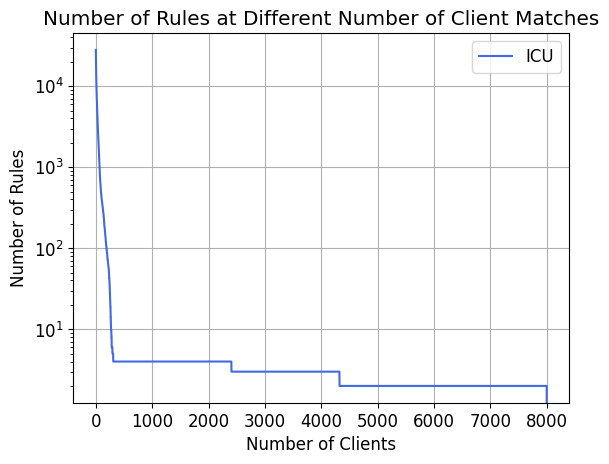 Number of Rules at Different Number of Client Matches
ICU
Number of Rules
10^4
10^3
10^2
10^1
0 1000 2000 3000 4000 5000 6000 7000 8000
Number of Clients